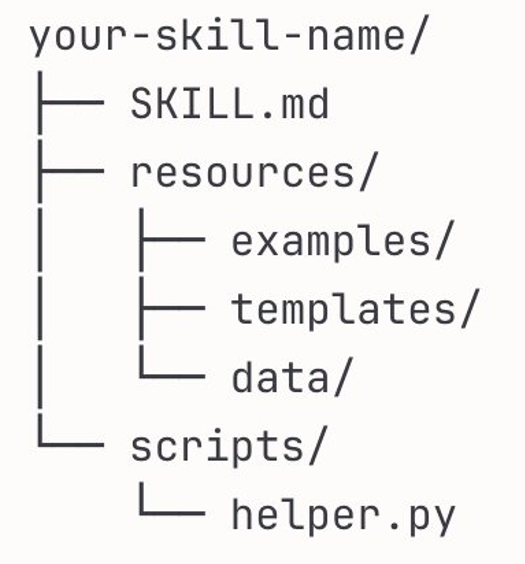 your-skill-name/
├── SKILL.md
├── resources/
│   ├── examples/
│   ├── templates/
│   └── data/
└── scripts/
    └── helper.py